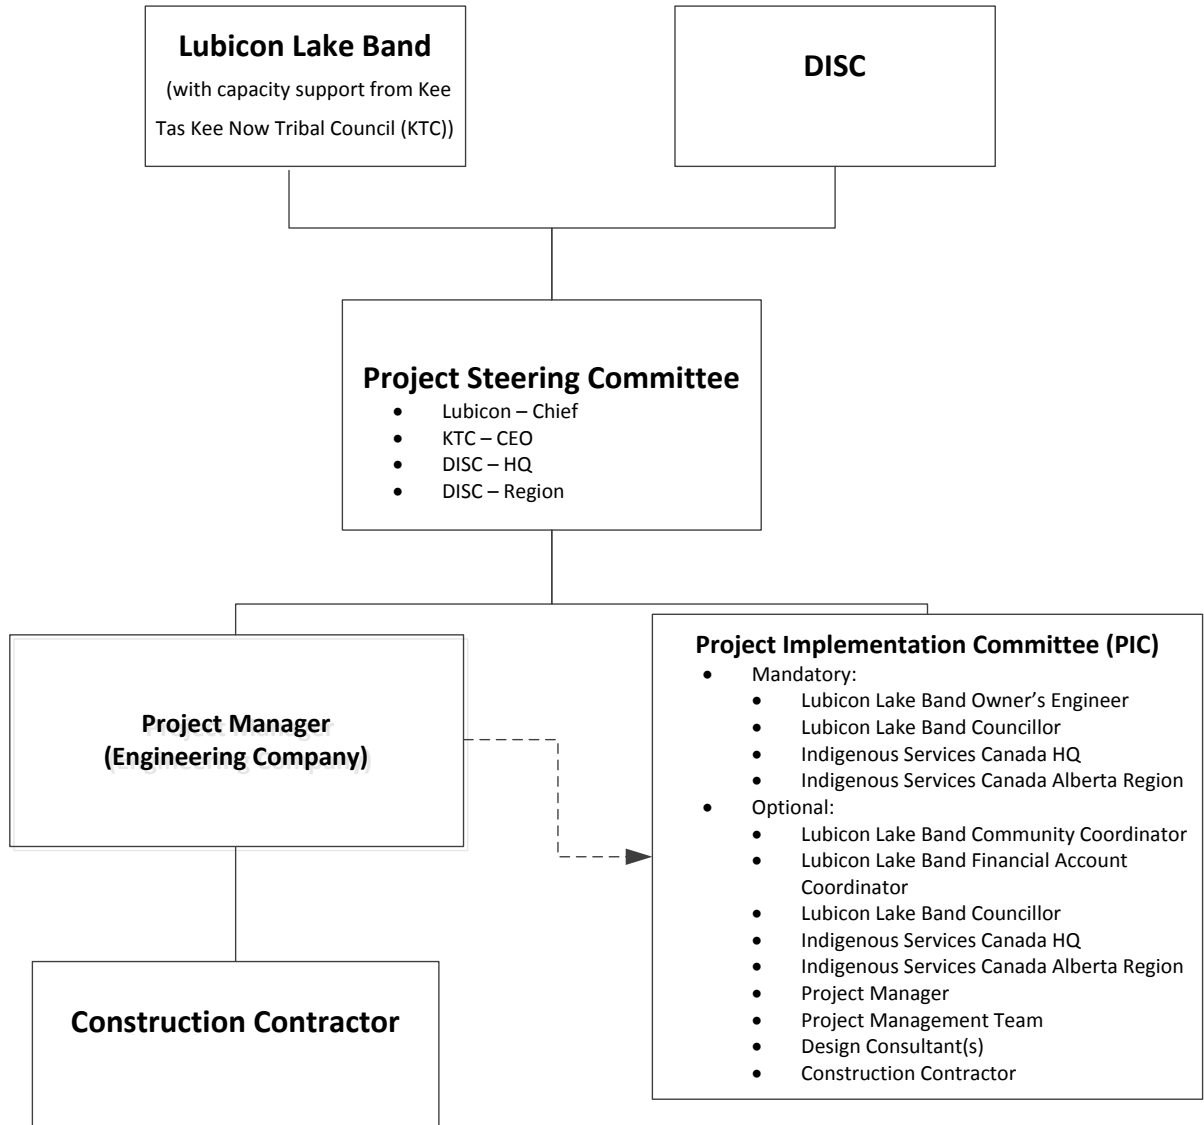 Lubicon Lake Band
(with capacity support from Kee
Tas Kee Now Tribal Council (KTC))
DISC
Project Steering Committee
• Lubicon – Chief
• KTC – CEO
• DISC – HQ
• DISC – Region
Project Manager
(Engineering Company)
Project Implementation Committee (PIC)
• Mandatory:
• Lubicon Lake Band Owner’s Engineer
• Lubicon Lake Band Councillor
• Indigenous Services Canada HQ
• Indigenous Services Canada Alberta Region
• Optional:
• Lubicon Lake Band Community Coordinator
• Lubicon Lake Band Financial Account
Coordinator
• Lubicon Lake Band Councillor
• Indigenous Services Canada HQ
• Indigenous Services Canada Alberta Region
• Project Manager
• Project Management Team
• Design Consultant(s)
• Construction Contractor
Construction Contractor